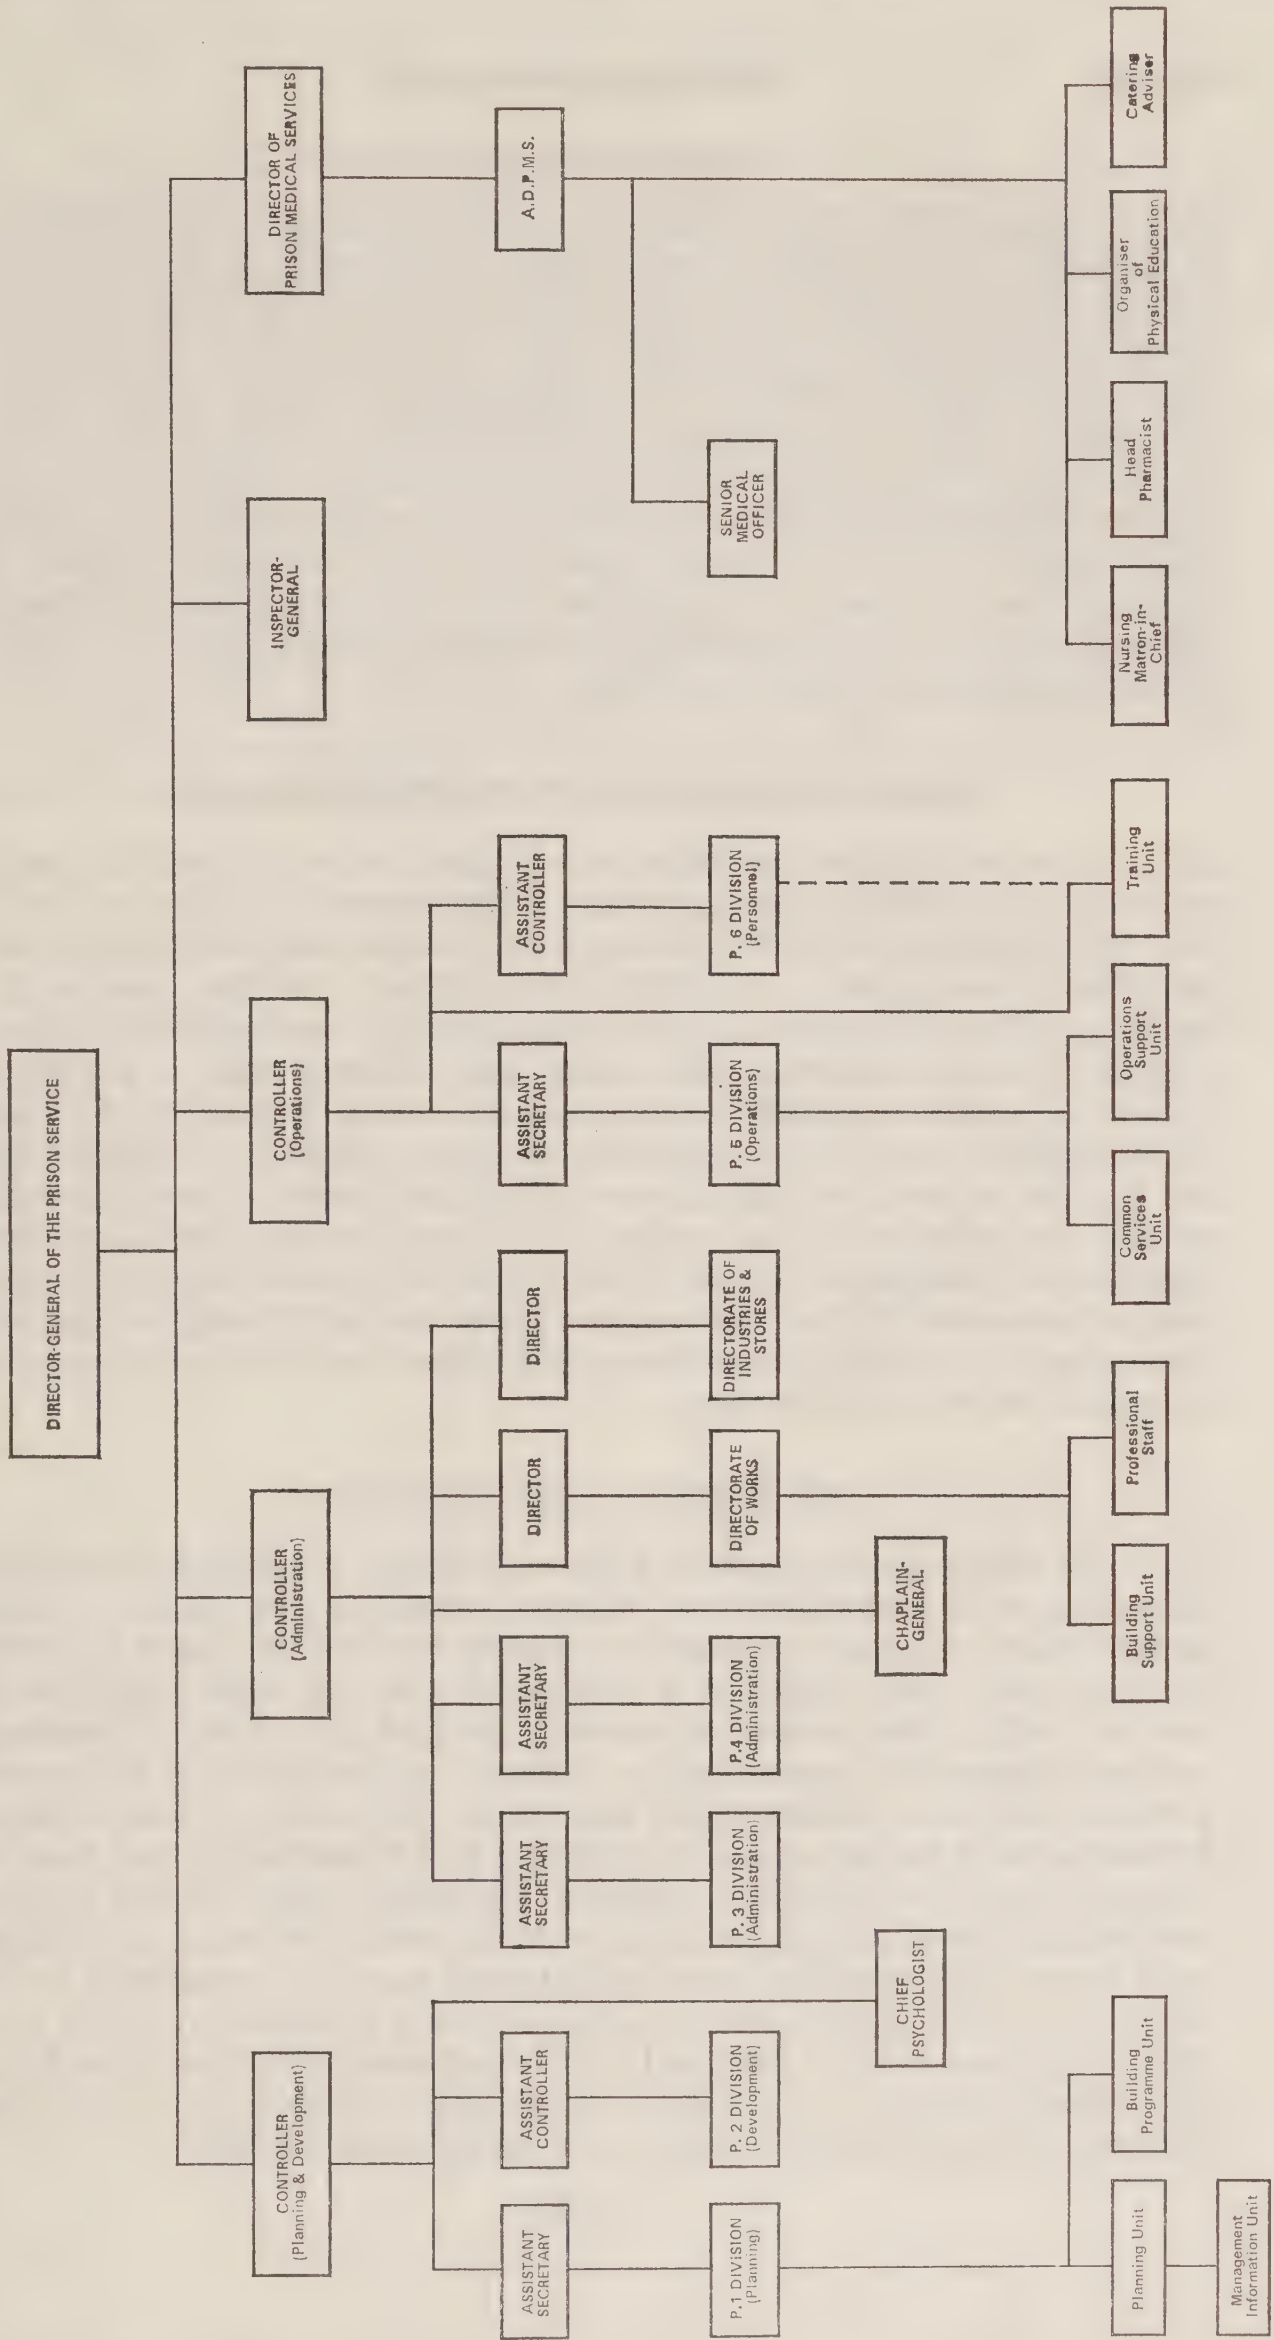 DIRECTOR-GENERAL OF THE PRISON SERVICE
CONTROLLER
(Planning & Development)
CONTROLLER
(Administration)
CONTROLLER
(Operations)
INSPECTOR-
GENERAL
DIRECTOR OF
PRISON MEDICAL SERVICES
ASSISTANT
SECRETARY
ASSISTANT
CONTROLLER
ASSISTANT
SECRETARY
ASSISTANT
SECRETARY
DIRECTOR
DIRECTOR
ASSISTANT
SECRETARY
ASSISTANT
CONTROLLER
A.D.P.M.S.
P.1 DIVISION
(Planning)
P. 2 DIVISION
(Development)
P. 3 DIVISION
(Administration)
P.4 DIVISION
(Administration)
DIRECTORATE
OF WORKS
DIRECTORATE OF
INDUSTRIES &
STORES
P. 5 DIVISION
(Operations)
P. 6 DIVISION
(Personnel)
SENIOR
MEDICAL
OFFICER
CHIEF
PSYCHOLOGIST
CHAPLAIN-
GENERAL
Planning Unit
Building
Programme Unit
Building
Support Unit
Professional
Staff
Common
Services
Unit
Operations
Support
Unit
Training
Unit
Nursing
Matron-in-
Chief
Head
Pharmacist
Organiser
of
Physical Education
Catering
Adviser
Management
Information Unit